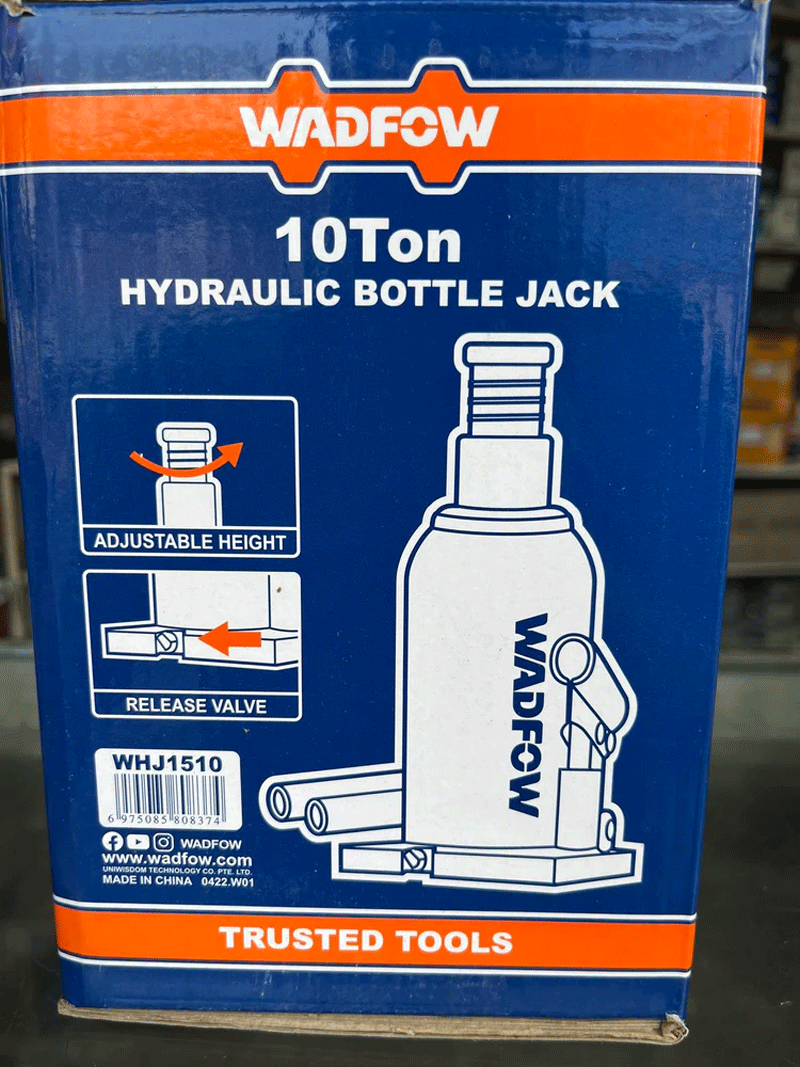 WADFOW
10Ton
HYDRAULIC BOTTLE JACK
ADJUSTABLE HEIGHT
RELEASE VALVE
WADFOW
WHJ1510
6 975085 808374
WADFOW
www.wadfow.com
UNIWISDOM TECHNOLOGY CO. PTE. LTD.
MADE IN CHINA 0422.W01
TRUSTED TOOLS